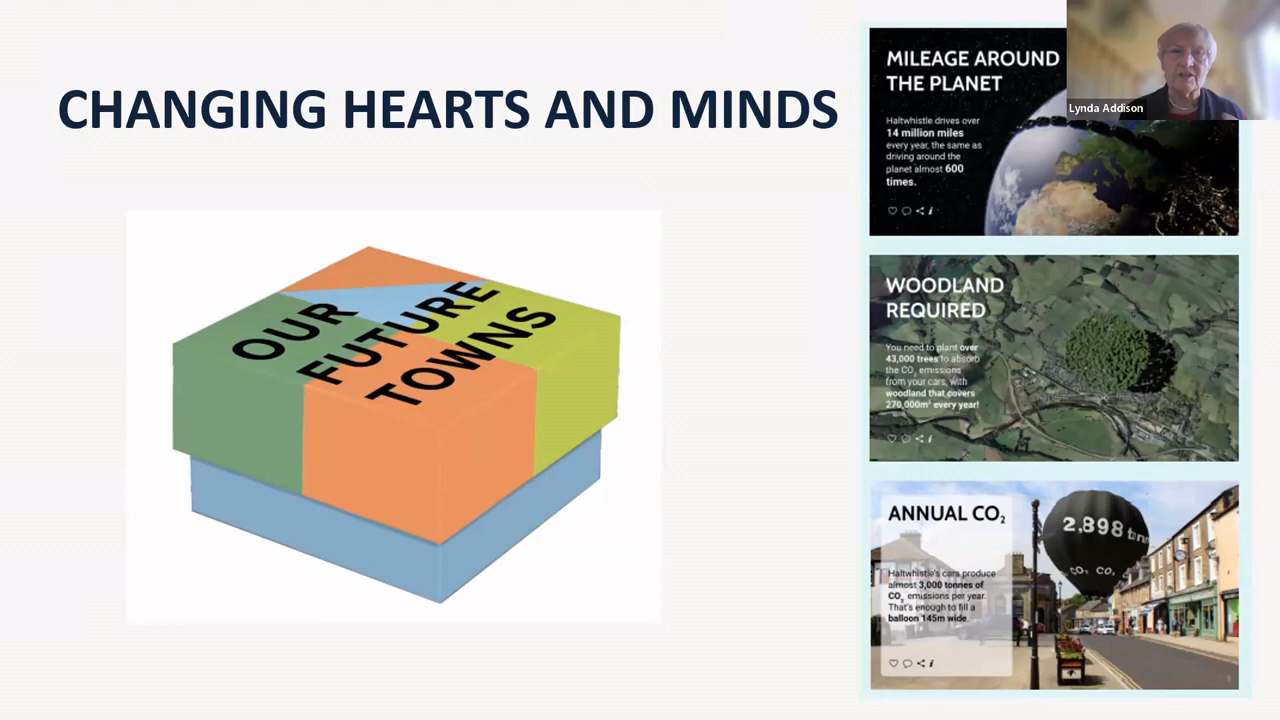 CHANGING HEARTS AND MINDS
OUR
FUTURE
TOWNS
MILEAGE AROUND
THE PLANET
Haltwhistle drives over
14 million miles
every year, the same as
driving around the
planet almost 600
times.
Lynda Addison
WOODLAND
REQUIRED
You need to plant over
43,000 trees to absorb
the CO₂ emissions
from your cars, with
woodland that covers
270,000m² every year!
ANNUAL CO₂
Haltwhistle's cars produce
almost 3,000 tonnes of
CO₂ emissions per year.
That's enough to fill a
balloon 145m wide
2,898
CO₂ CO₂